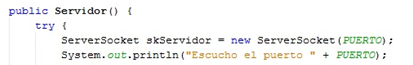 public Servidor() {
try {
ServerSocket skServidor = new ServerSocket(PUERTO);
System.out.println("Escucho el puerto " + PUERTO);